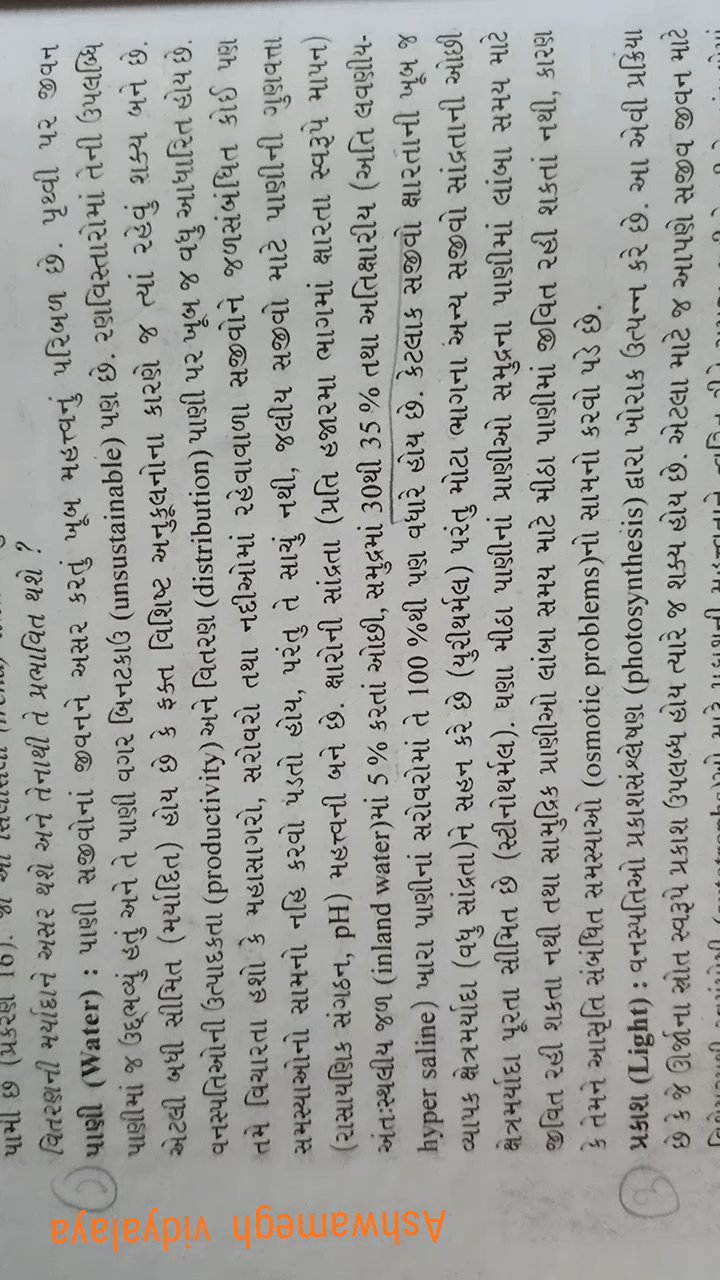 પામી છે (પ્રકરણ 16). જો આ
વિતરણની મર્યાદાને અસર થશે અને તેનાથી તે પ્રભાવિત થશે ?
પાણી (Water) : પાણી સજીવોનાં જીવનને અસર કરતું ખૂબ મહત્ત્વનું પરિબળ છે. પૃથ્વી પર જીવન
પાણીમાં જ ઉદ્ભવ્યું હતું અને તે પાણી વગર બિનટકાઉ (unsustainable) પણ છે. રણવિસ્તારોમાં તેની ઉપલબ્ધિ
એટલી બધી સીમિત (મર્યાદિત) હોય છે કે ફક્ત વિશિષ્ટ અનુકૂલનોના કારણે જ ત્યાં રહેવું શક્ય બને છે.
વનસ્પતિઓની ઉત્પાદકતા (productivity) અને વિતરણ (distribution) પાણી પર ખૂબ જ વધુ આધારિત હોય છે.
તમે વિચારતા હશો કે મહાસાગરો, સરોવરો તથા નદીઓમાં રહેવાવાળા સજીવોને જળસંબંધિત કોઈ પણ
સમસ્યાઓનો સામનો નહિ કરવો પડતો હોય, પરંતુ તે સાચું નથી, જલીય સજીવો માટે પાણીની ગુણવત્તા
(રાસાયણિક સંગઠન, pH) મહત્ત્વની બને છે. ક્ષારોની સાંદ્રતા (પ્રતિ હજારમા ભાગમાં ક્ષારતા સ્વરૂપે માપન)
અંતઃસ્થલીય જળ (inland water)માં 5 % કરતાં ઓછી, સમુદ્રમાં 30થી 35 % તથા અતિક્ષારીય (અતિ લવણીય-
hyper saline) ખારા પાણીનાં સરોવરોમાં તે 100 %થી પણ વધારે હોય છે. કેટલાક સજીવો ક્ષારતાની ખૂબ જ
વ્યાપક ક્ષેત્રમર્યાદા (વધુ સાંદ્રતા)ને સહન કરે છે (યુરીથર્મલ) પરંતુ મોટા ભાગના અન્ય સજીવો સાંદ્રતાની ઓછી
ક્ષેત્રમર્યાદા પૂરતા સીમિત છે (સ્ટીનોથર્મલ). ઘણા મીઠા પાણીનાં પ્રાણીઓ સમુદ્રના પાણીમાં લાંબા સમય માટે
જીવિત રહી શકતા નથી તથા સામુદ્રિક પ્રાણીઓ લાંબા સમય માટે મીઠા પાણીમાં જીવિત રહી શકતાં નથી, કારણ
કે તેમને આસૃતિ સંબંધિત સમસ્યાઓ (osmotic problems)નો સામનો કરવો પડે છે.
પ્રકાશ (Light) : વનસ્પતિઓ પ્રકાશસંશ્લેષણ (photosynthesis) દ્વારા ખોરાક ઉત્પન્ન કરે છે. આ એવી પ્રક્રિયા
છે કે જે ઊર્જાના સ્રોત સ્વરૂપે પ્રકાશ ઉપલબ્ધ હોય ત્યારે જ શક્ય હોય છે. એટલા માટે જ આપણે સજીવ જીવન માટે
Ashwamegh vidyalaya